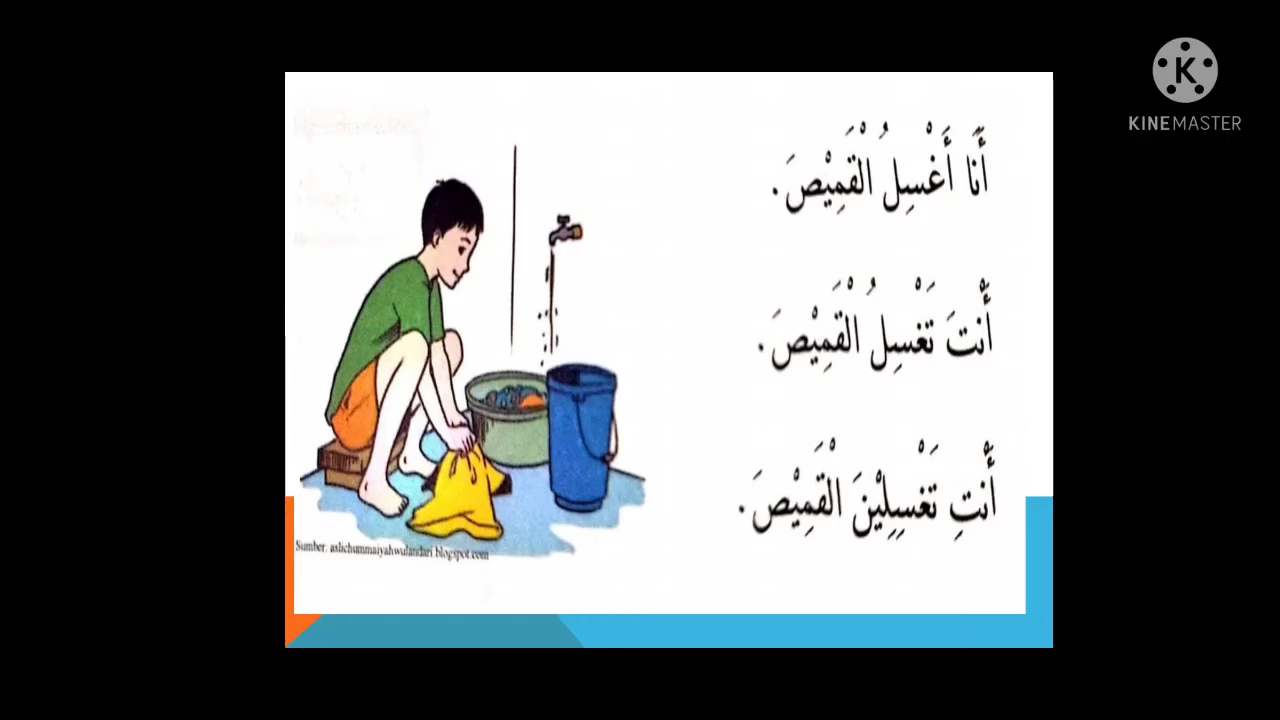 KINEMASTER
أَنَا أَغْسِلُ الْقَمِيْصَ.
أَنْتَ تَغْسِلُ الْقَمِيْصَ.
أَنْتِ تَغْسِلِيْنَ الْقَمِيْصَ.
Sumber: aslichummaiyahwulandari blogspot.com